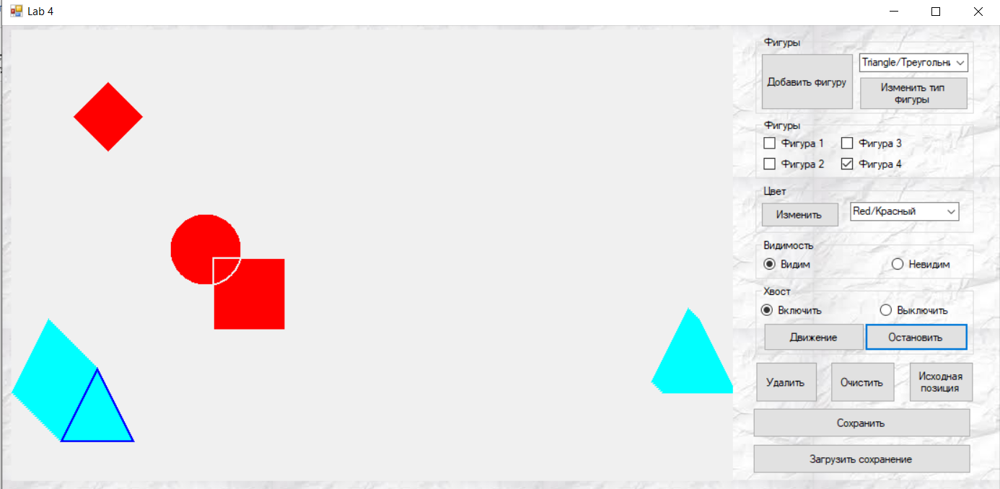 Lab 4
Фигуры
Добавить фигуру
Triangle/Треугольни
Изменить тип
фигуры
Фигуры
Фигура 1
Фигура 3
Фигура 2
Фигура 4
Цвет
Изменить
Red/Красный
Видимость
Видим
Невидим
Хвост
Включить
Выключить
Движение
Остановить
Удалить
Очистить
Исходная
позиция
Сохранить
Загрузить сохранение